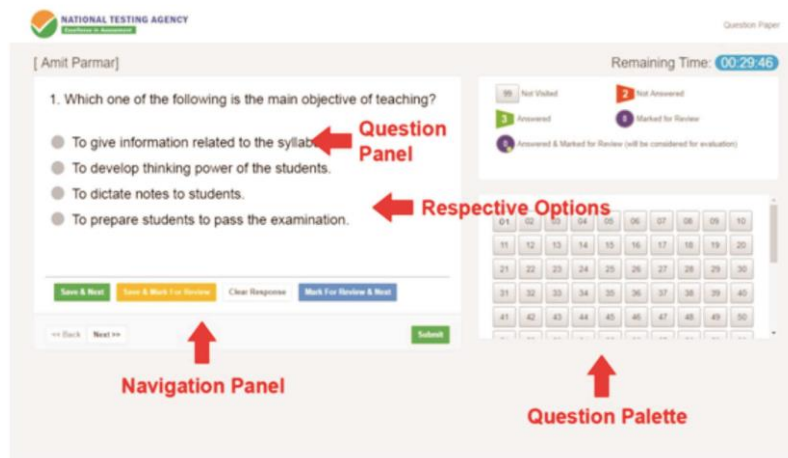 NATIONAL TESTING AGENCY
Excellence in Assessment
Question Paper
[ Amit Parmar]
Remaining Time: 00:29:46
1. Which one of the following is the main objective of teaching?
To give information related to the syllab
To develop thinking power of the students.
To dictate notes to students.
To prepare students to pass the examination.
Question
Panel
Respective Options
99 Not Visited
2 Not Answered
3 Answered
Marked for Review
Answered & Marked for Review (will be considered for evaluation)
01 02 03 04 05 06 07 08 09 10
11 12 13 14 15 16 17 18 19 20
21 22 23 24 25 26 27 28 29 30
31 32 33 34 35 36 37 38 39 40
41 42 43 44 45 46 47 48 49 50
Save & Next Save & Mark For Review Clear Response Mark For Review & Next
<< Back Next >> Submit
Navigation Panel
Question Palette